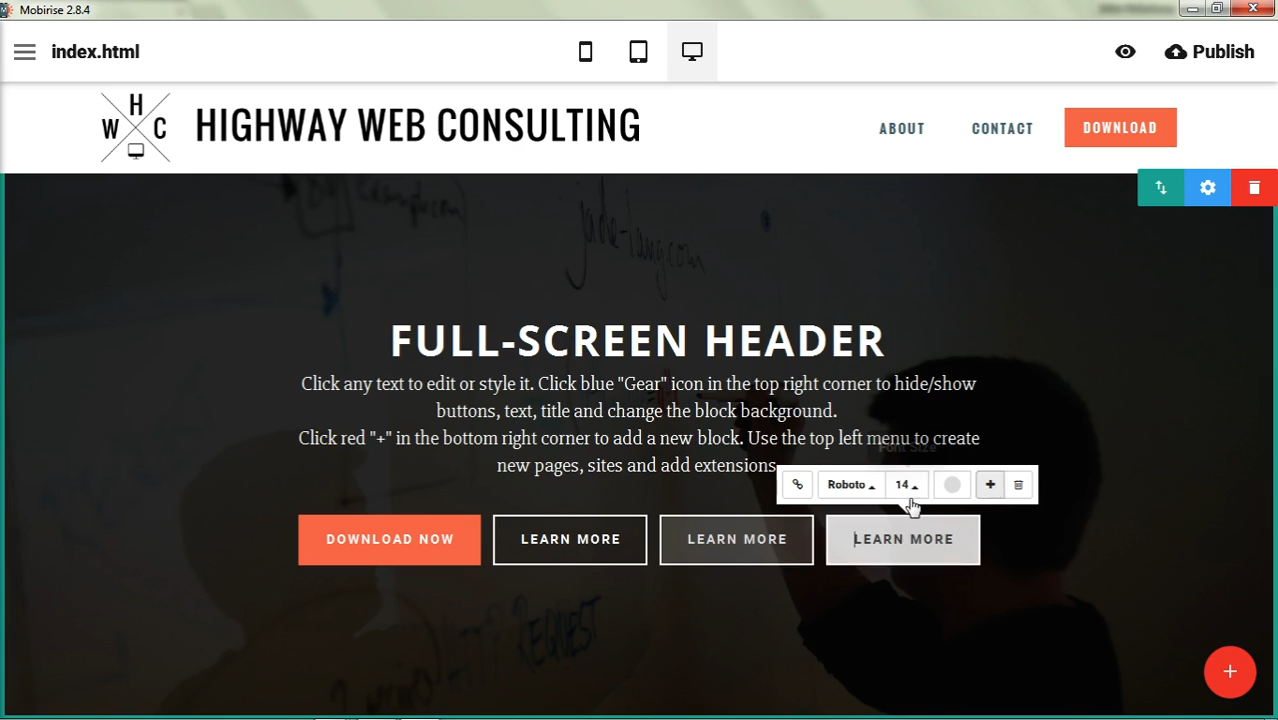 Mobirise 2.8.4
index.html
Publish
H
W C
HIGHWAY WEB CONSULTING
ABOUT CONTACT DOWNLOAD
FULL-SCREEN HEADER
Click any text to edit or style it. Click blue "Gear" icon in the top right corner to hide/show
buttons, text, title and change the block background.
Click red "+" in the bottom right corner to add a new block. Use the top left menu to create
new pages, sites and add extensions
Font Size
Roboto 14
DOWNLOAD NOW LEARN MORE LEARN MORE LEARN MORE
REQUEST